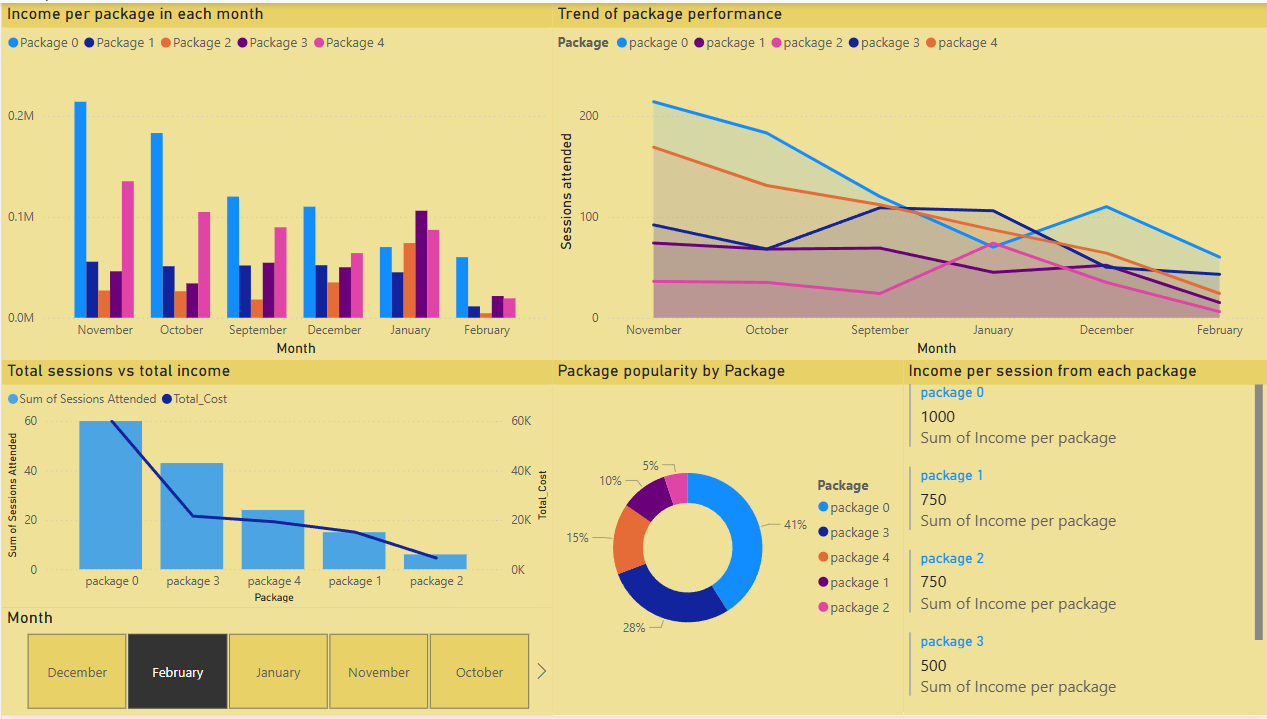 Income per package in each month
Package 0 Package 1 Package 2 Package 3 Package 4
0.2M
0.1M
0.0M
November October September December January February
Month
Trend of package performance
Package package 0 package 1 package 2 package 3 package 4
Sessions attended
200
100
0
November October September January December February
Month
Total sessions vs total income
Sum of Sessions Attended Total_Cost
Sum of Sessions Attended
60
40
20
0
60K
40K
20K
0K
Total_Cost
package 0 package 3 package 4 package 1 package 2
Package
Month
December February January November October
Package popularity by Package
5%
10%
15%
28%
41%
Package
package 0
package 3
package 4
package 1
package 2
Income per session from each package
package 0
1000
Sum of Income per package
package 1
750
Sum of Income per package
package 2
750
Sum of Income per package
package 3
500
Sum of Income per package